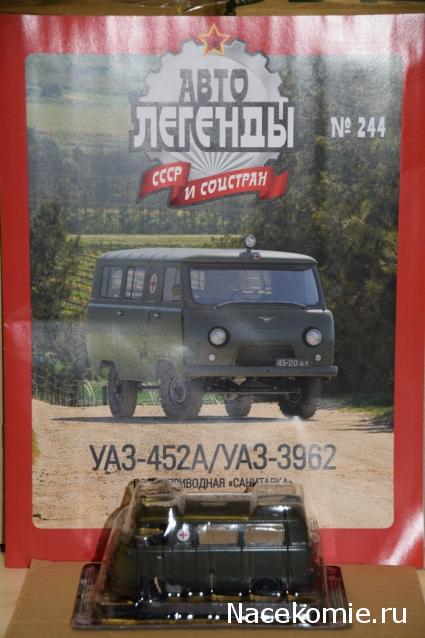 АВТО
ЛЕГЕНДЫ
СССР И СОЦСТРАН
№ 244
45-20 АЛ
УАЗ-452А/УАЗ-3962
«САНИТАРКА»
Nacekomie.ru